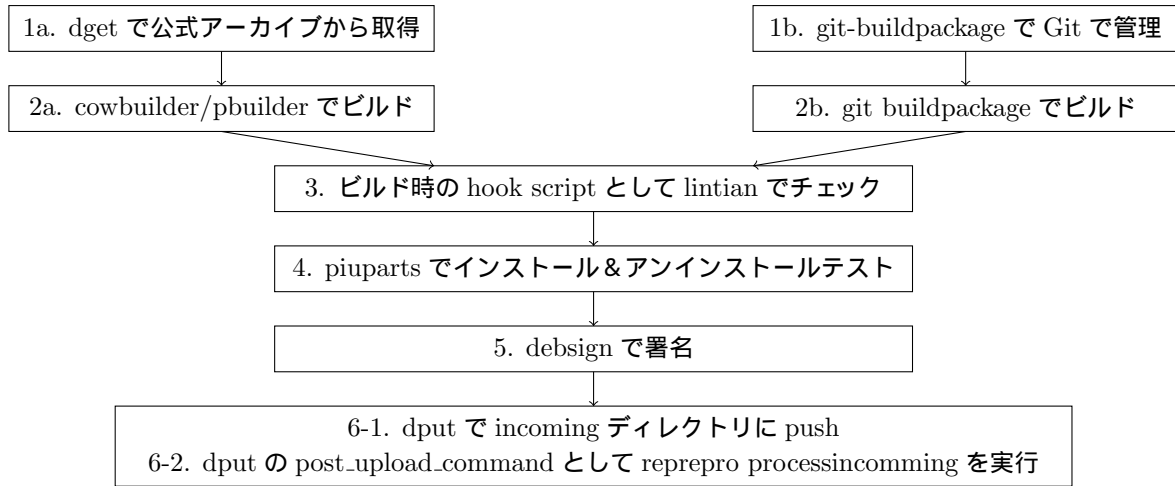 1a. dget で公式アーカイブから取得
1b. git-buildpackage で Git で管理
2a. cowbuilder/pbuilder でビルド
2b. git buildpackage でビルド
3. ビルド時の hook script として lintian でチェック
4. piuparts でインストール＆アンインストールテスト
5. debsign で署名
6-1. dput で incoming ディレクトリに push
6-2. dput の post_upload_command として reprepro processincomming を実行